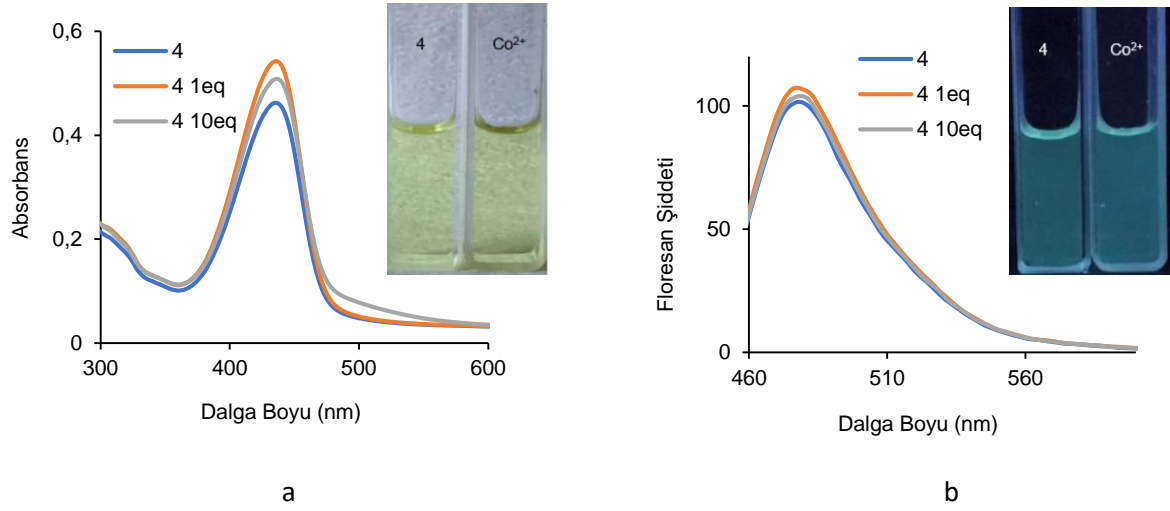 0,6
0,4
0,2
0
300
400
500
600
Absorbans
Dalga Boyu (nm)
4
4 1eq
4 10eq
4
Co²⁺
a
100
50
0
460
510
560
Floresan Şiddeti
Dalga Boyu (nm)
4
4 1eq
4 10eq
4
Co²⁺
b